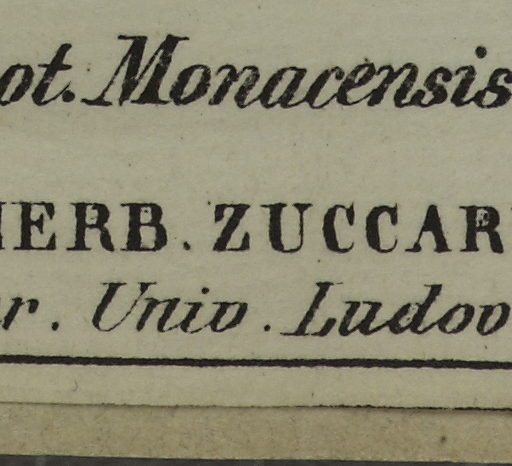 ot. Monacensis
HERB. ZUCCAR
r. Univ. Ludov